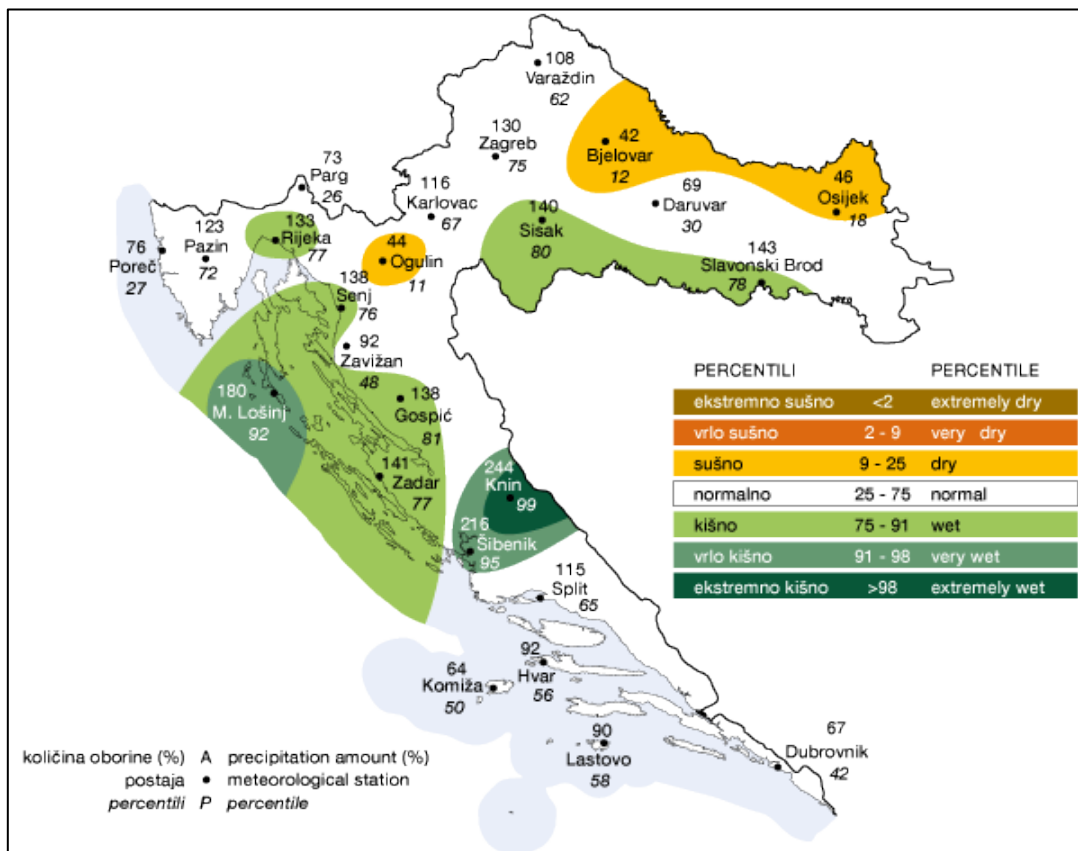 108
Varaždin
62
130
Zagreb
75
42
Bjelovar
12
73
Parg
26
116
Karlovac
67
69
Daruvar
30
46
Osijek
18
123
Pazin
72
133
Rijeka
77
76
Poreč
27
44
Ogulin
11
140
Sisak
80
143
Slavonski Brod
78
138
Senj
76
92
Zavižan
48
180
M. Lošinj
92
138
Gospić
81
141
Zadar
77
244
Knin
99
216
Šibenik
95
115
Split
65
92
Hvar
56
64
Komiža
50
90
Lastovo
58
67
Dubrovnik
42
PERCENTILI PERCENTILE
ekstremno sušno <2 extremely dry
vrlo sušno 2 - 9 very dry
sušno 9 - 25 dry
normalno 25 - 75 normal
kišno 75 - 91 wet
vrlo kišno 91 - 98 very wet
ekstremno kišno >98 extremely wet
količina oborine (%) A precipitation amount (%)
postaja • meteorological station
percentili P percentile